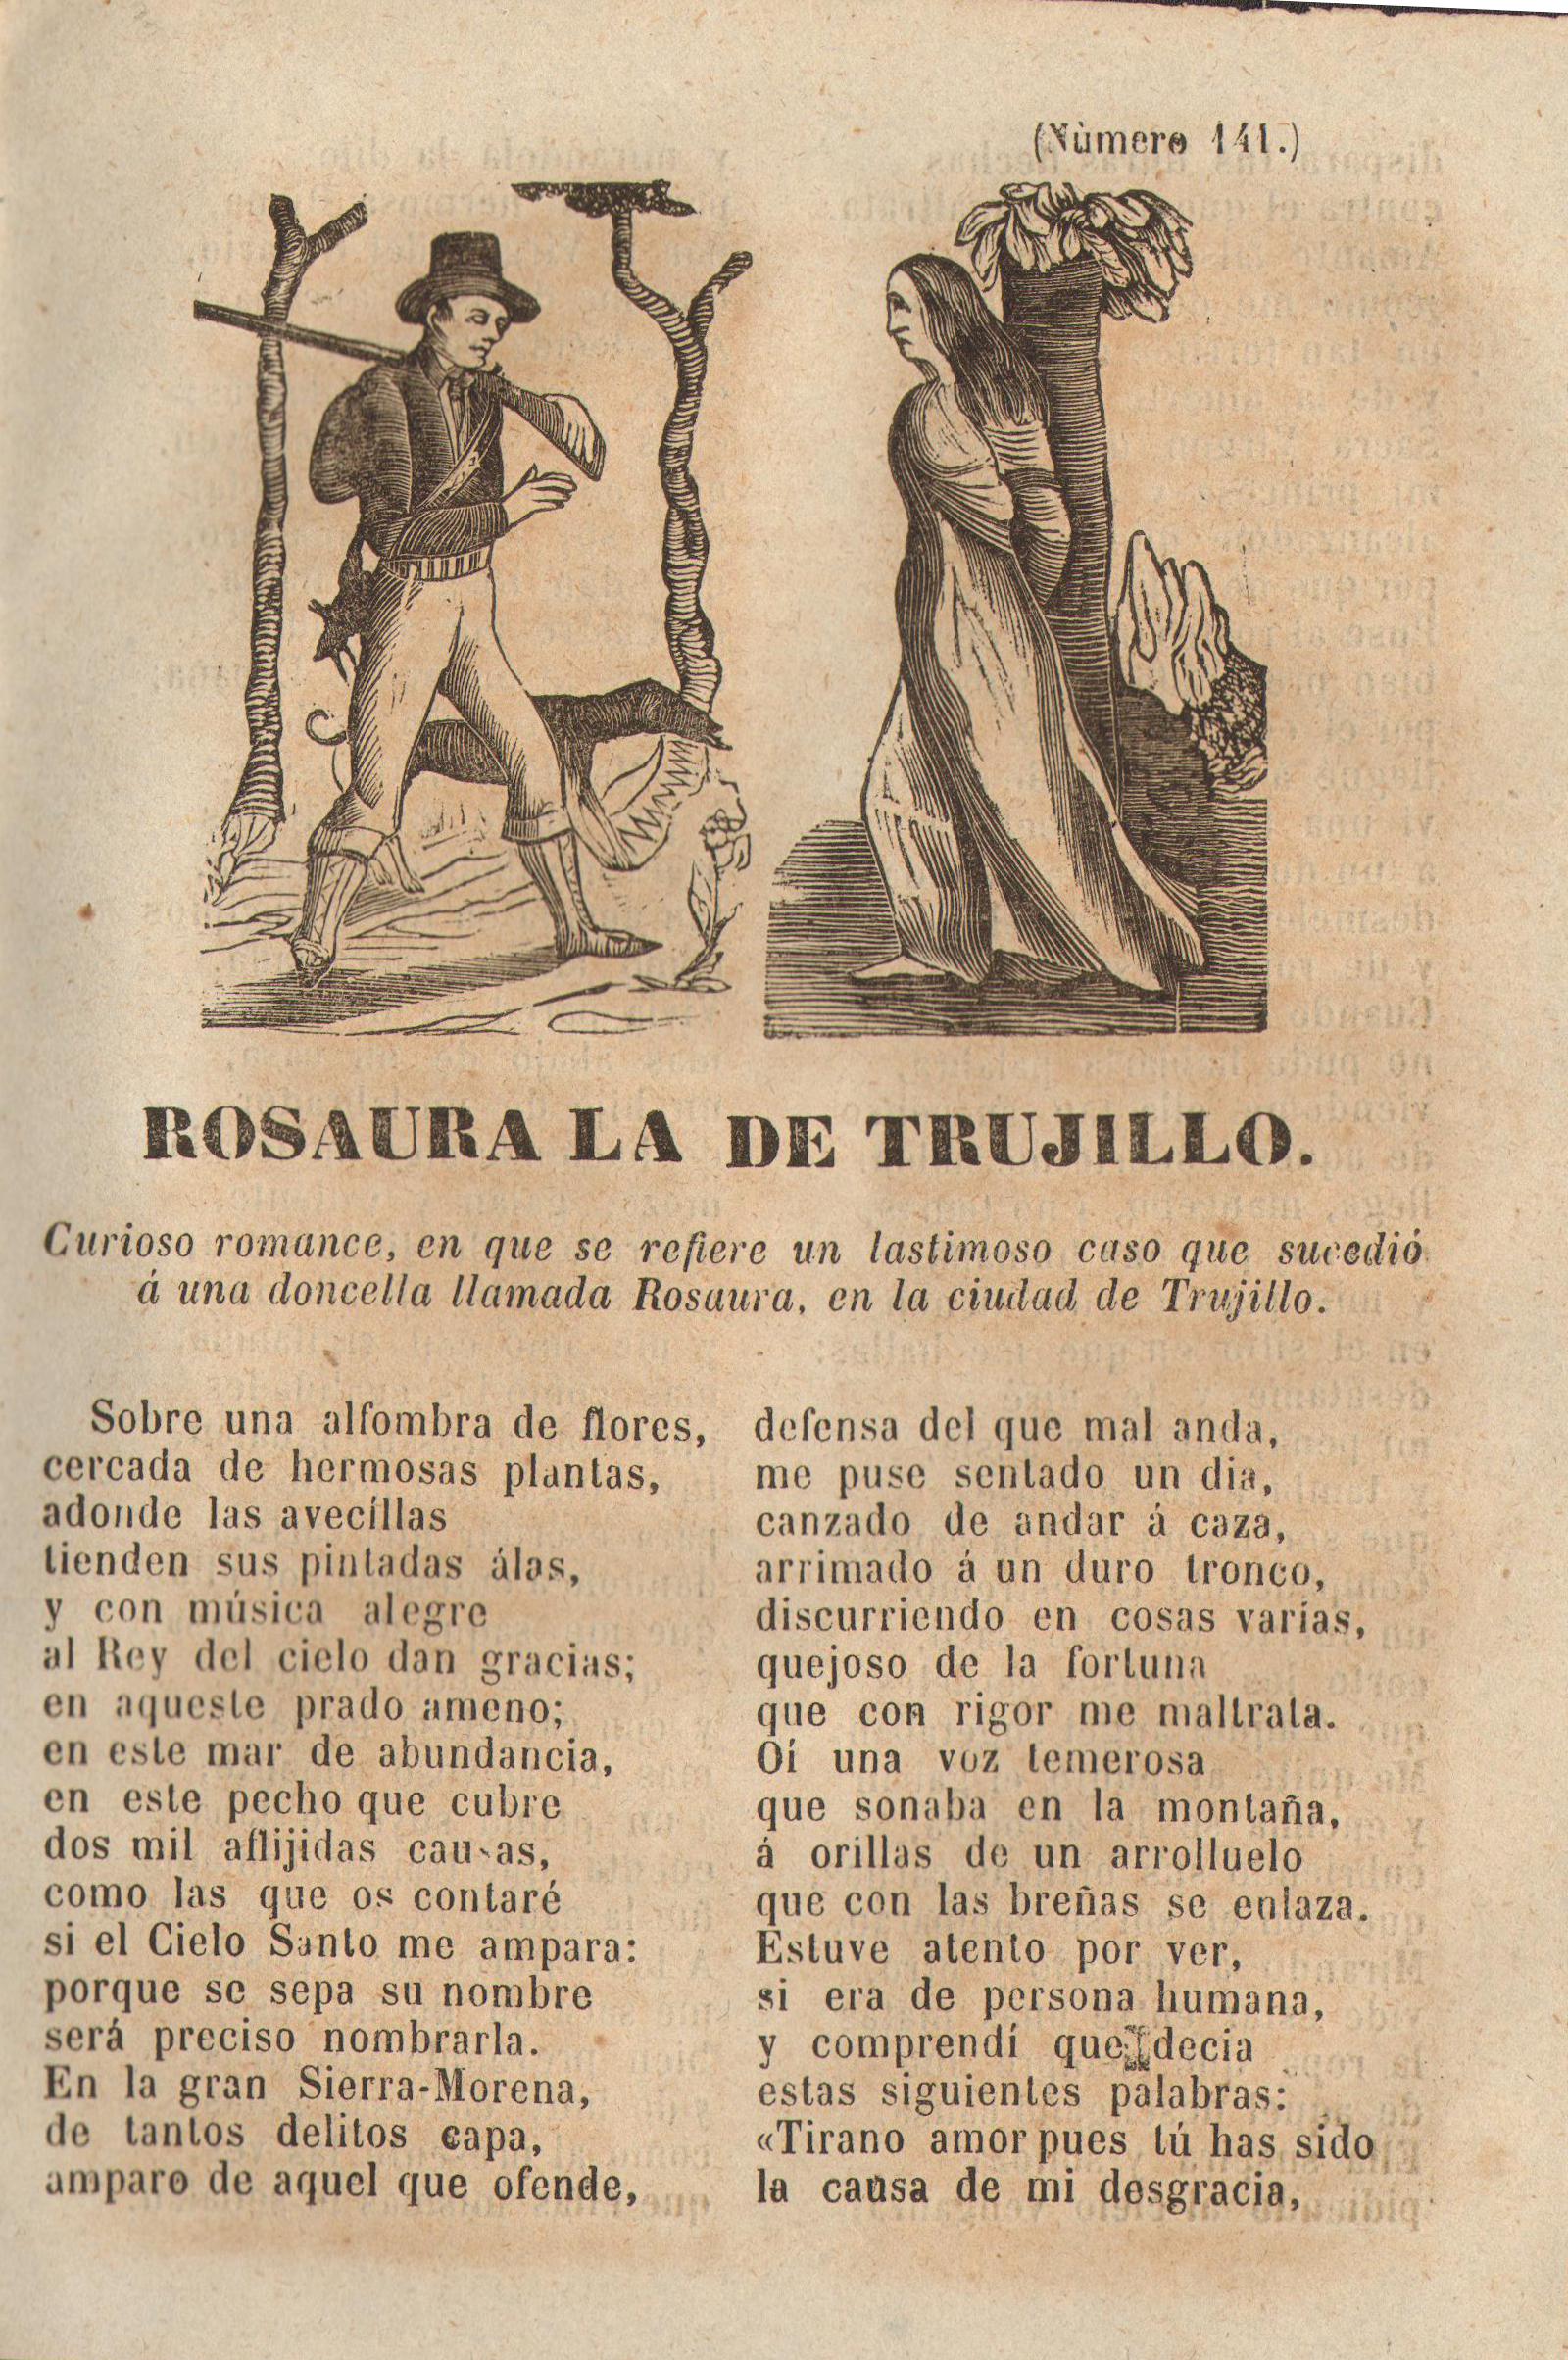 (Nùmero 141.)
ROSAURA LA DE TRUJILLO.
Curioso romance, en que se refiere un lastimoso caso que sucedió
á una doncella llamada Rosaura, en la ciudad de Trujillo.
Sobre una alfombra de flores,
cercada de hermosas plantas,
adonde las avecíllas
tienden sus pintadas álas,
y con música alegre
al Rey del cielo dan gracias;
en aqueste prado ameno;
en este mar de abundancia,
en este pecho que cubre
dos mil aflijidas causas,
como las que os contaré
si el Cielo Santo me ampara:
porque se sepa su nombre
será preciso nombrarla.
En la gran Sierra-Morena,
de tantos delitos capa,
amparo de aquel que ofende,
defensa del que mal anda,
me puse sentado un dia,
canzado de andar á caza,
arrimado á un duro tronco,
discurriendo en cosas varías,
quejoso de la fortuna
que con rigor me maltrata.
Oí una voz temerosa
que sonaba en la montaña,
á orillas de un arrolluelo
que con las breñas se enlaza.
Estuve atento por ver,
si era de persona humana,
y comprendí que decia
estas siguientes palabras:
«Tirano amor pues tú has sido
la causa de mi desgracia,